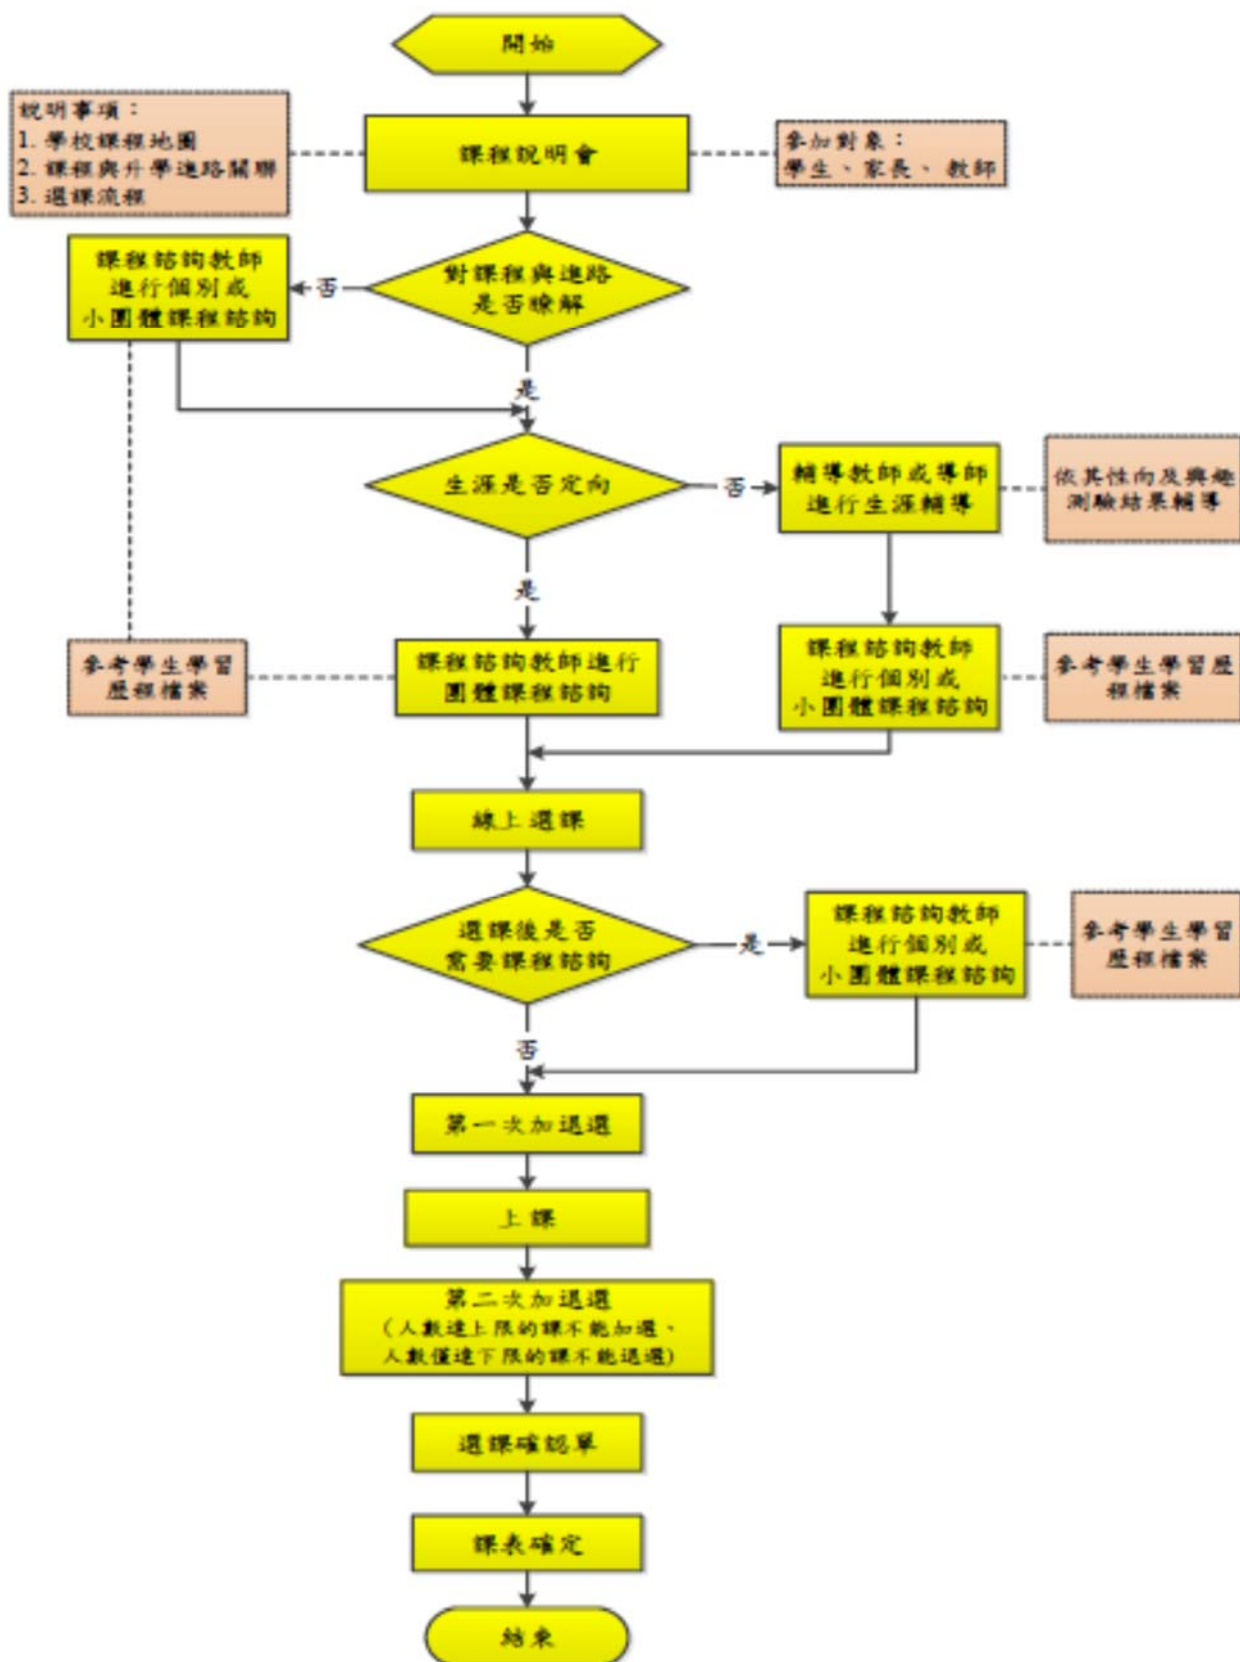 開始
說明事項：
1. 學校課程地圖
2. 課程與升學進路關聯
3. 選課流程
課程說明會
參加對象：
學生、家長、教師
對課程與進路
是否瞭解
否
課程諮詢教師
進行個別或
小團體課程諮詢
是
生涯是否定向
否
輔導教師或導師
進行生涯輔導
依其性向及興趣
測驗結果輔導
是
參考學生學習
歷程檔案
課程諮詢教師進行
團體課程諮詢
課程諮詢教師
進行個別或
小團體課程諮詢
參考學生學習歷
程檔案
線上選課
選課後是否
需要課程諮詢
是
課程諮詢教師
進行個別或
小團體課程諮詢
參考學生學習
歷程檔案
否
第一次加退選
上課
第二次加退選
（人數達上限的課不能加選、
人數僅達下限的課不能退選)
選課確認單
課表確定
結束